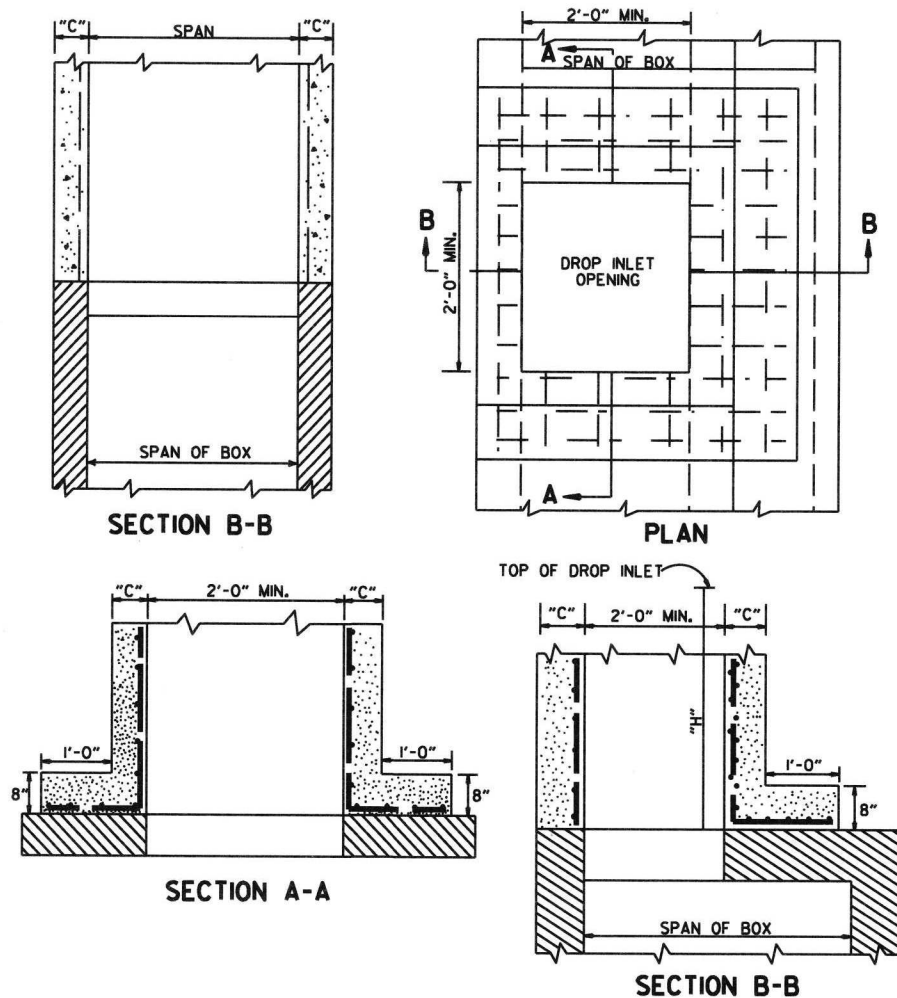 "C"
SPAN
"C"
SPAN OF BOX
SECTION B-B
2'-0" MIN.
A
SPAN OF BOX
B
B
2'-0" MIN.
DROP INLET
OPENING
A
PLAN
"C"
2'-0" MIN.
"C"
1'-0"
1'-0"
8"
8"
SECTION A-A
TOP OF DROP INLET
"C"
2'-0" MIN.
"C"
"H"
1'-0"
8"
SPAN OF BOX
SECTION B-B